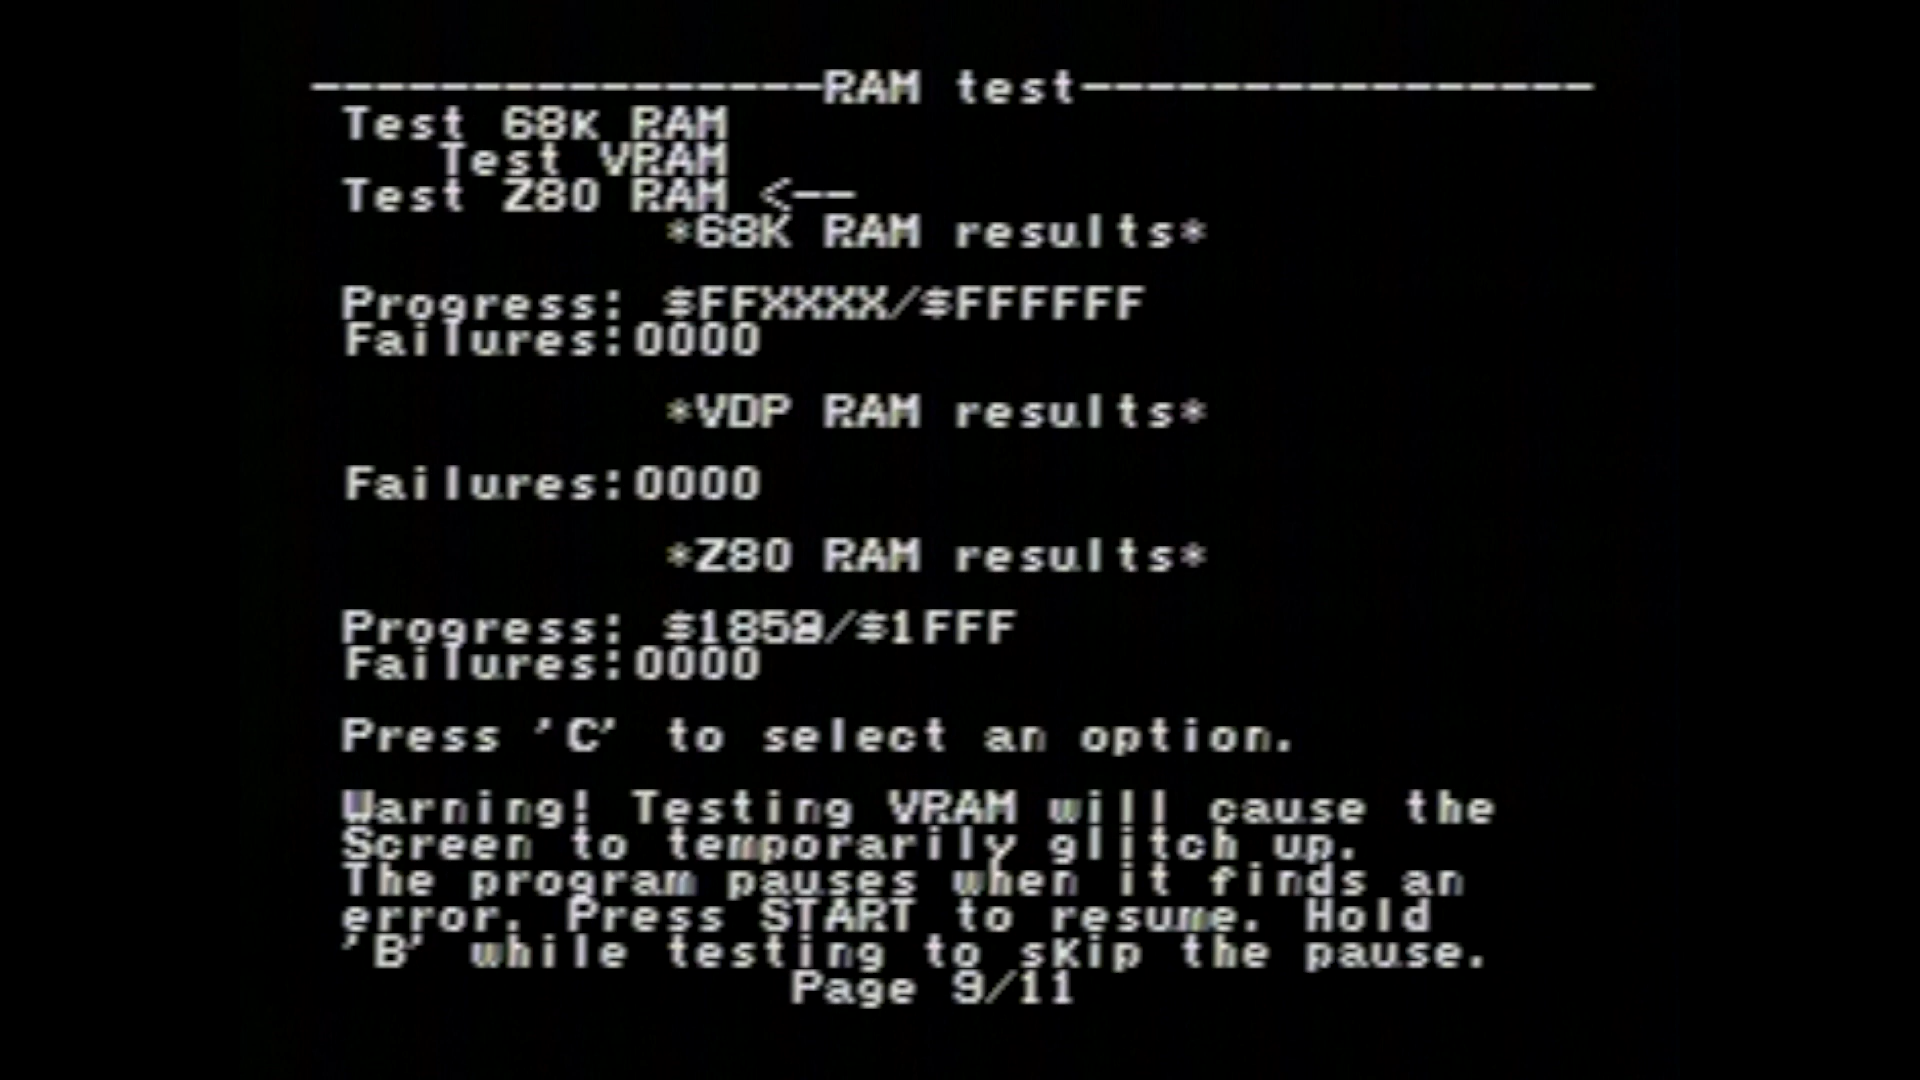 ----------------RAM test----------------
Test 68K RAM
Test VRAM
Test Z80 RAM <--
*68K RAM results*
Progress: $FFXXXX/$FFFFFF
Failures:0000
*VDP RAM results*
Failures:0000
*Z80 RAM results*
Progress: /$1FFF
Failures:0000
Press 'C' to select an option.
Warning! Testing VRAM will cause the
Screen to temporarily glitch up.
The program pauses when it finds an
error. Press START to resume. Hold
'B' while testing to skip the pause.
Page 9/11